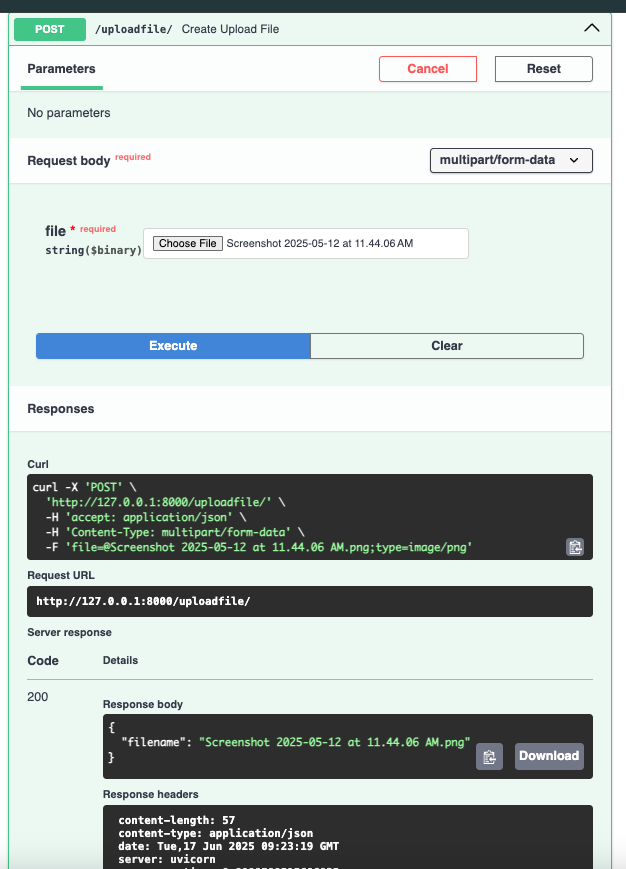 POST /uploadfile/ Create Upload File
Parameters Cancel Reset
No parameters
Request body required multipart/form-data
file * required
string($binary)
Choose File Screenshot 2025-05-12 at 11.44.06 AM
Execute Clear
Responses
Curl
curl -X 'POST' \
'http://127.0.0.1:8000/uploadfile/' \
-H 'accept: application/json' \
-H 'Content-Type: multipart/form-data' \
-F 'file=@Screenshot 2025-05-12 at 11.44.06 AM.png;type=image/png'
Request URL
http://127.0.0.1:8000/uploadfile/
Server response
Code Details
200
Response body
{
"filename": "Screenshot 2025-05-12 at 11.44.06 AM.png"
}
Download
Response headers
content-length: 57
content-type: application/json
date: Tue,17 Jun 2025 09:23:19 GMT
server: uvicorn